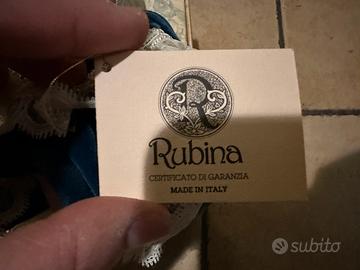 R
Rubina
CERTIFICATO DI GARANZIA
MADE IN ITALY
subito